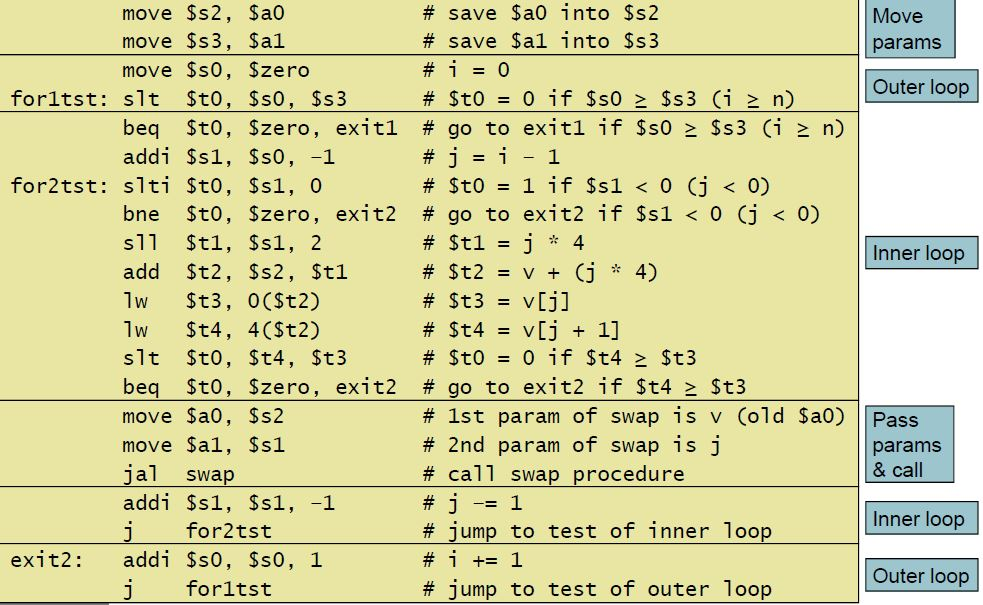 move $s2, $a0 # save $a0 into $s2
move $s3, $a1 # save $a1 into $s3
Move
params
move $s0, $zero # i = 0
for1tst: slt $t0, $s0, $s3 # $t0 = 0 if $s0 ≥ $s3 (i ≥ n)
Outer loop
beq $t0, $zero, exit1 # go to exit1 if $s0 ≥ $s3 (i ≥ n)
addi $s1, $s0, –1 # j = i – 1
for2tst: slti $t0, $s1, 0 # $t0 = 1 if $s1 < 0 (j < 0)
bne $t0, $zero, exit2 # go to exit2 if $s1 < 0 (j < 0)
sll $t1, $s1, 2 # $t1 = j * 4
add $t2, $s2, $t1 # $t2 = v + (j * 4)
lw $t3, 0($t2) # $t3 = v[j]
lw $t4, 4($t2) # $t4 = v[j + 1]
slt $t0, $t4, $t3 # $t0 = 0 if $t4 ≥ $t3
beq $t0, $zero, exit2 # go to exit2 if $t4 ≥ $t3
Inner loop
move $a0, $s2 # 1st param of swap is v (old $a0)
move $a1, $s1 # 2nd param of swap is j
jal swap # call swap procedure
Pass
params
& call
addi $s1, $s1, –1 # j –= 1
j for2tst # jump to test of inner loop
Inner loop
exit2: addi $s0, $s0, 1 # i += 1
j for1tst # jump to test of outer loop
Outer loop